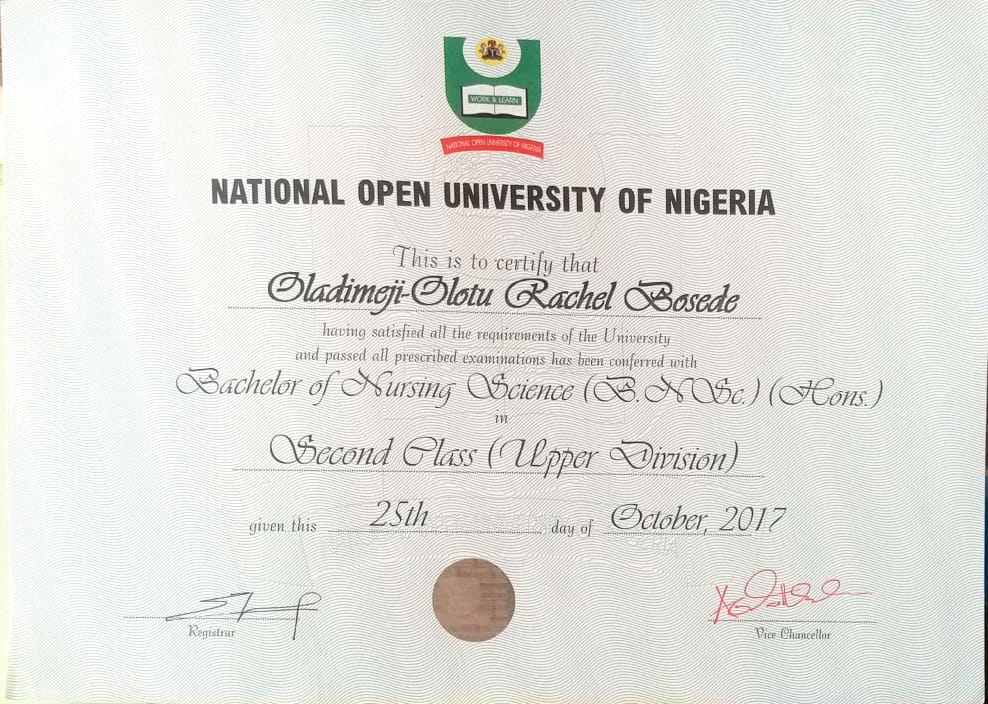 WORK & LEARN
NATIONAL OPEN UNIVERSITY OF NIGERIA
NATIONAL OPEN UNIVERSITY OF NIGERIA
This is to certify that
Oladimeji-Olotu Rachel Bosede
having satisfied all the requirements of the University
and passed all prescribed examinations has been conferred with
Bachelor of Nursing Science (B.NSc.) (Hons.)
in
Second Class (Upper Division)
given this 25th day of October, 2017
Registrar
Vice Chancellor